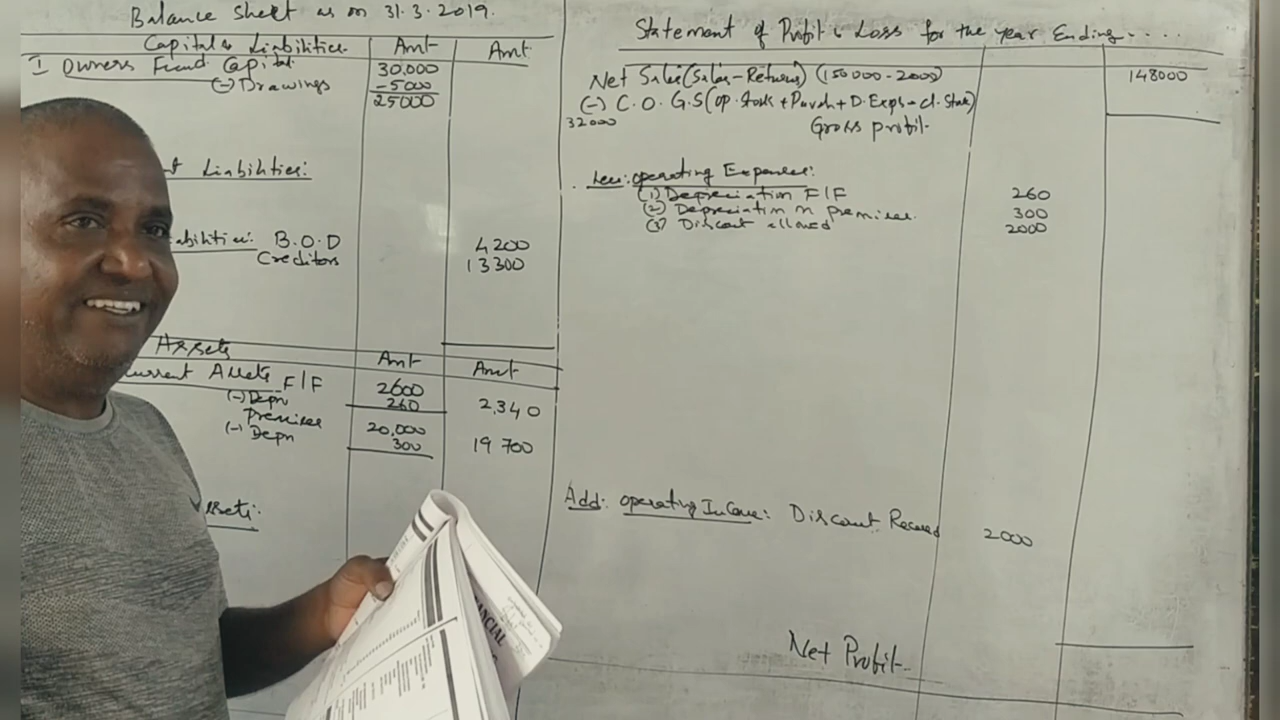 Balance Sheet as on 31.3.2019.
Capital & Liabilities Amt Amt
I Owners Fund Capital 30,000
(-) Drawings -5000
25000
Liabilities:
B.O.D 4200
Creditors 13300
Assets Amt Amt
Current Assets F/F 2600
(-) Depn 260 2,340
Premises 20,000
(-) Depn 300 19700
Statement of Profit & Loss for the year Ending.....
Net Sales (Sales-Returns) (150000-2000) 148000
(-) C.O.G.S (Op. Stock + Purch + D. Exps - cl. Stock)
32000
Gross profit
Less: operating Expenses:
(1) Depreciation F/F 260
(2) Depreciation on premises 300
(3) Discount allowed 2000
Add: operating Income: Discount Received 2000
Net Profit